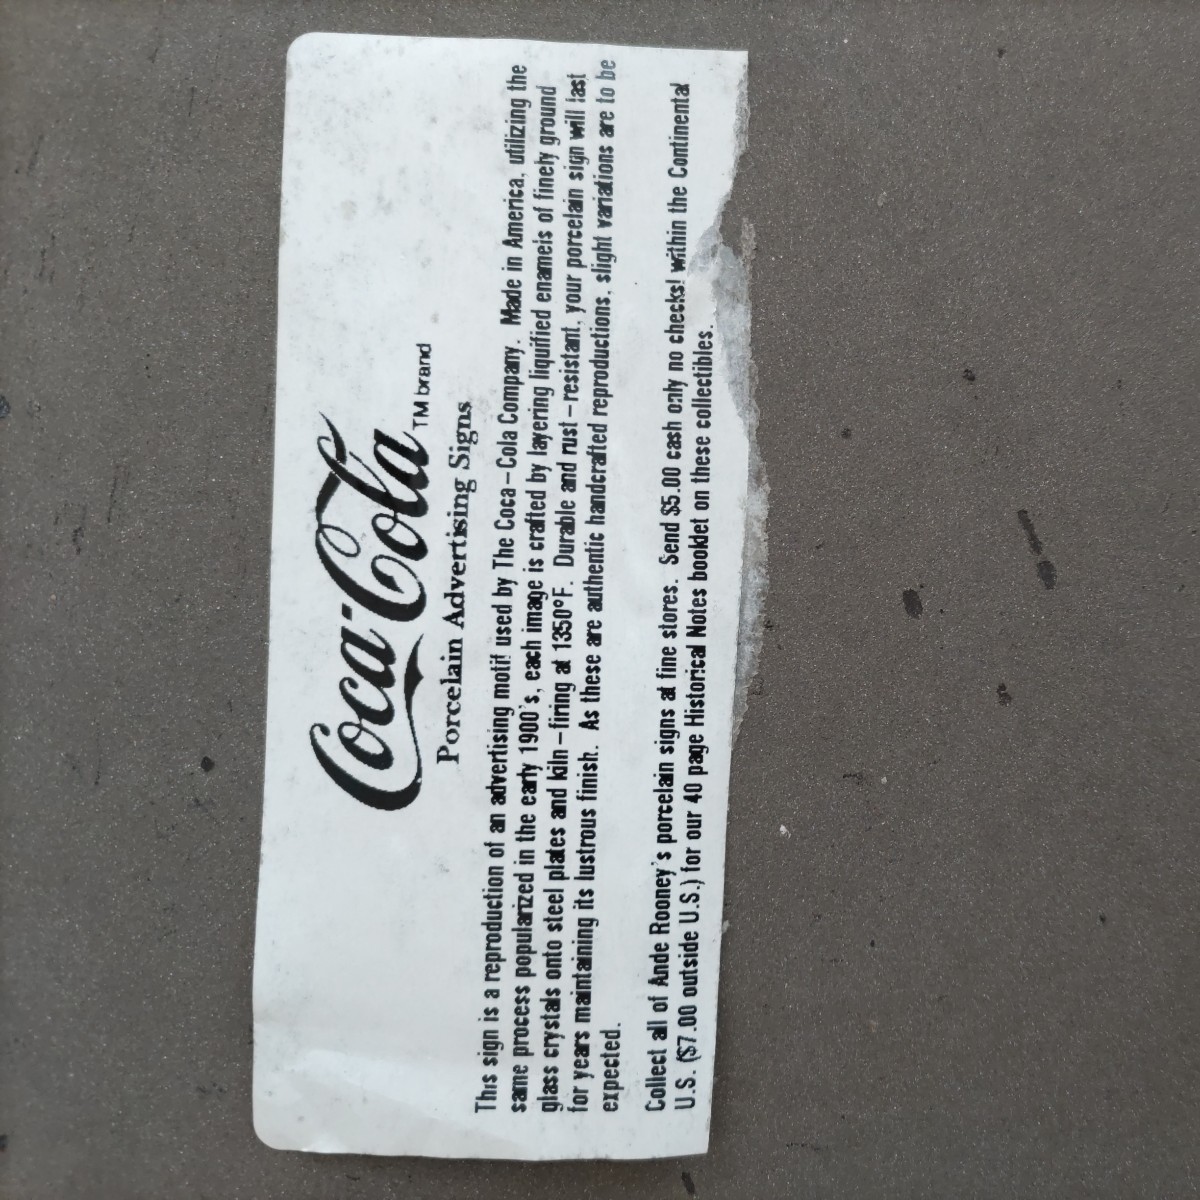 Coca-Cola TM brand
Porcelain Advertising Signs
This sign is a reproduction of an advertising motif used by The Coca-Cola Company. Made in America, utilizing the
same process popularized in the early 1900's, each image is crafted by layering liquified enamels of finely ground
glass crystals onto steel plates and kiln-firing at 1350°F. Durable and rust-resistant, your porcelain sign will last
for years maintaining its lustrous finish. As these are authentic handcrafted reproductions, slight variations are to be
expected.
Collect all of Ande Rooney's porcelain signs at fine stores. Send $5.00 cash only no checks! within the Continental
U.S. ($7.00 outside U.S.) for our 40 page Historical Notes booklet on these collectibles.